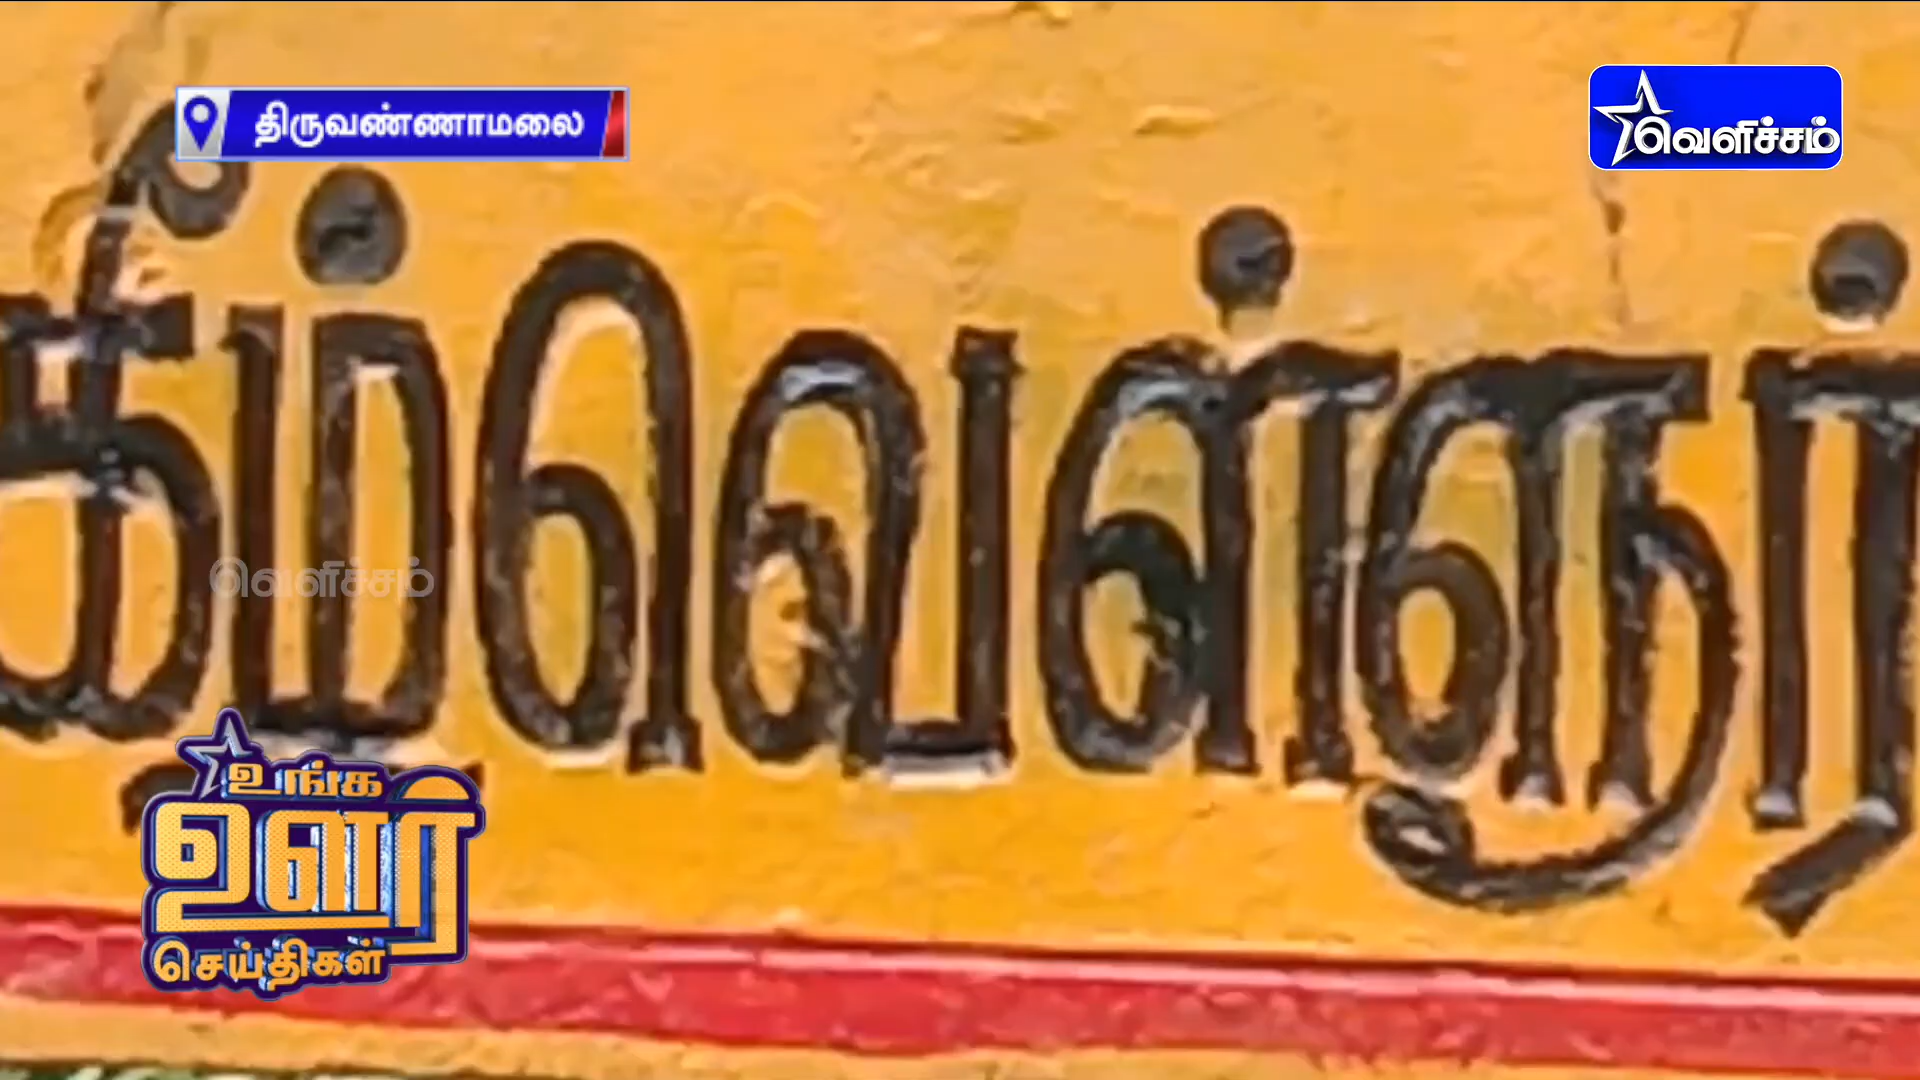 திருவண்ணாமலை
வெளிச்சம்
கீழ்வெள்ளூர்
வெளிச்சம்
உங்க
ஊர்
செய்திகள்